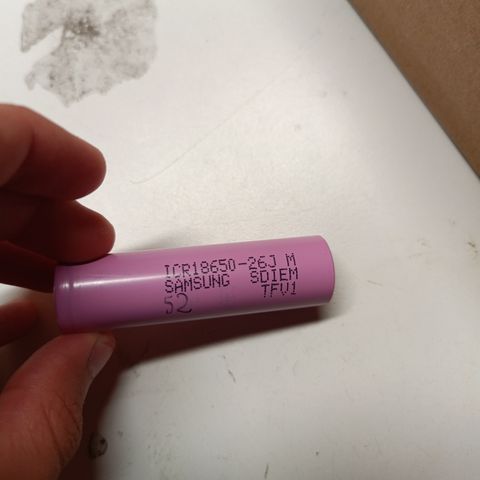 ICR18650-26J M
SAMSUNG SDIEM
52 TFV1